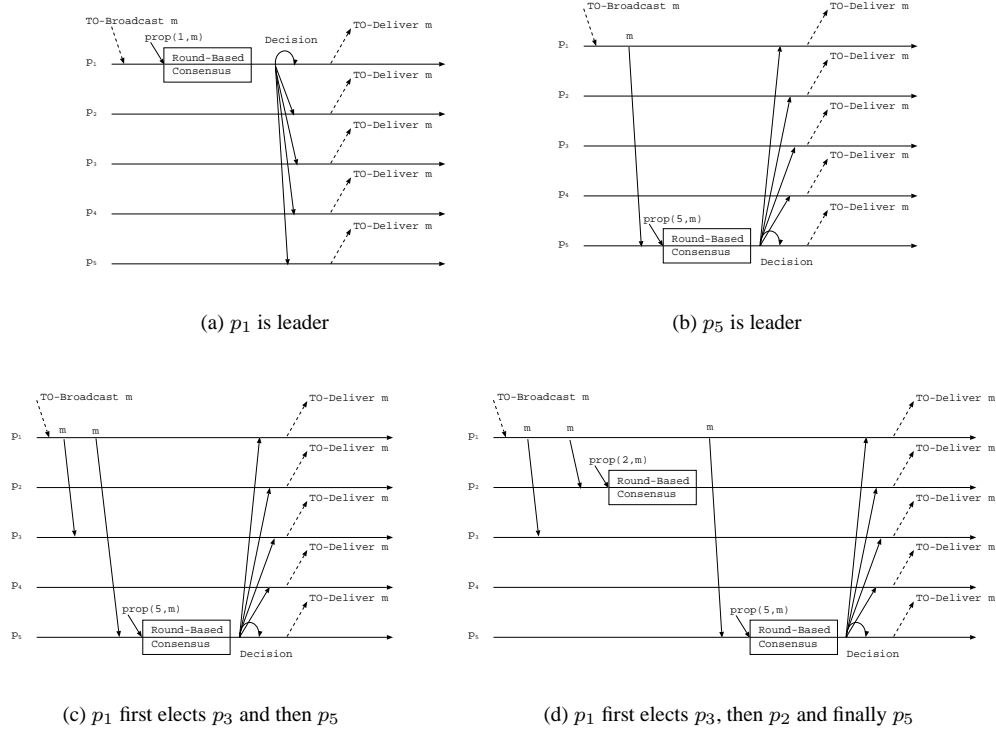 TO-Broadcast m
prop(1,m)
Decision
TO-Deliver m
p1
Round-Based
Consensus
TO-Deliver m
p2
TO-Deliver m
p3
TO-Deliver m
p4
TO-Deliver m
p5
(a) p1 is leader
TO-Broadcast m
TO-Deliver m
m
p1
TO-Deliver m
p2
TO-Deliver m
p3
TO-Deliver m
p4
TO-Deliver m
prop(5,m)
p5
Round-Based
Consensus
Decision
(b) p5 is leader
TO-Broadcast m
TO-Deliver m
m
m
p1
TO-Deliver m
p2
TO-Deliver m
p3
TO-Deliver m
p4
TO-Deliver m
prop(5,m)
p5
Round-Based
Consensus
Decision
(c) p1 first elects p3 and then p5
TO-Broadcast m
TO-Deliver m
m
m
m
p1
prop(2,m)
TO-Deliver m
p2
Round-Based
Consensus
TO-Deliver m
p3
TO-Deliver m
p4
TO-Deliver m
prop(5,m)
p5
Round-Based
Consensus
Decision
(d) p1 first elects p3, then p2 and finally p5